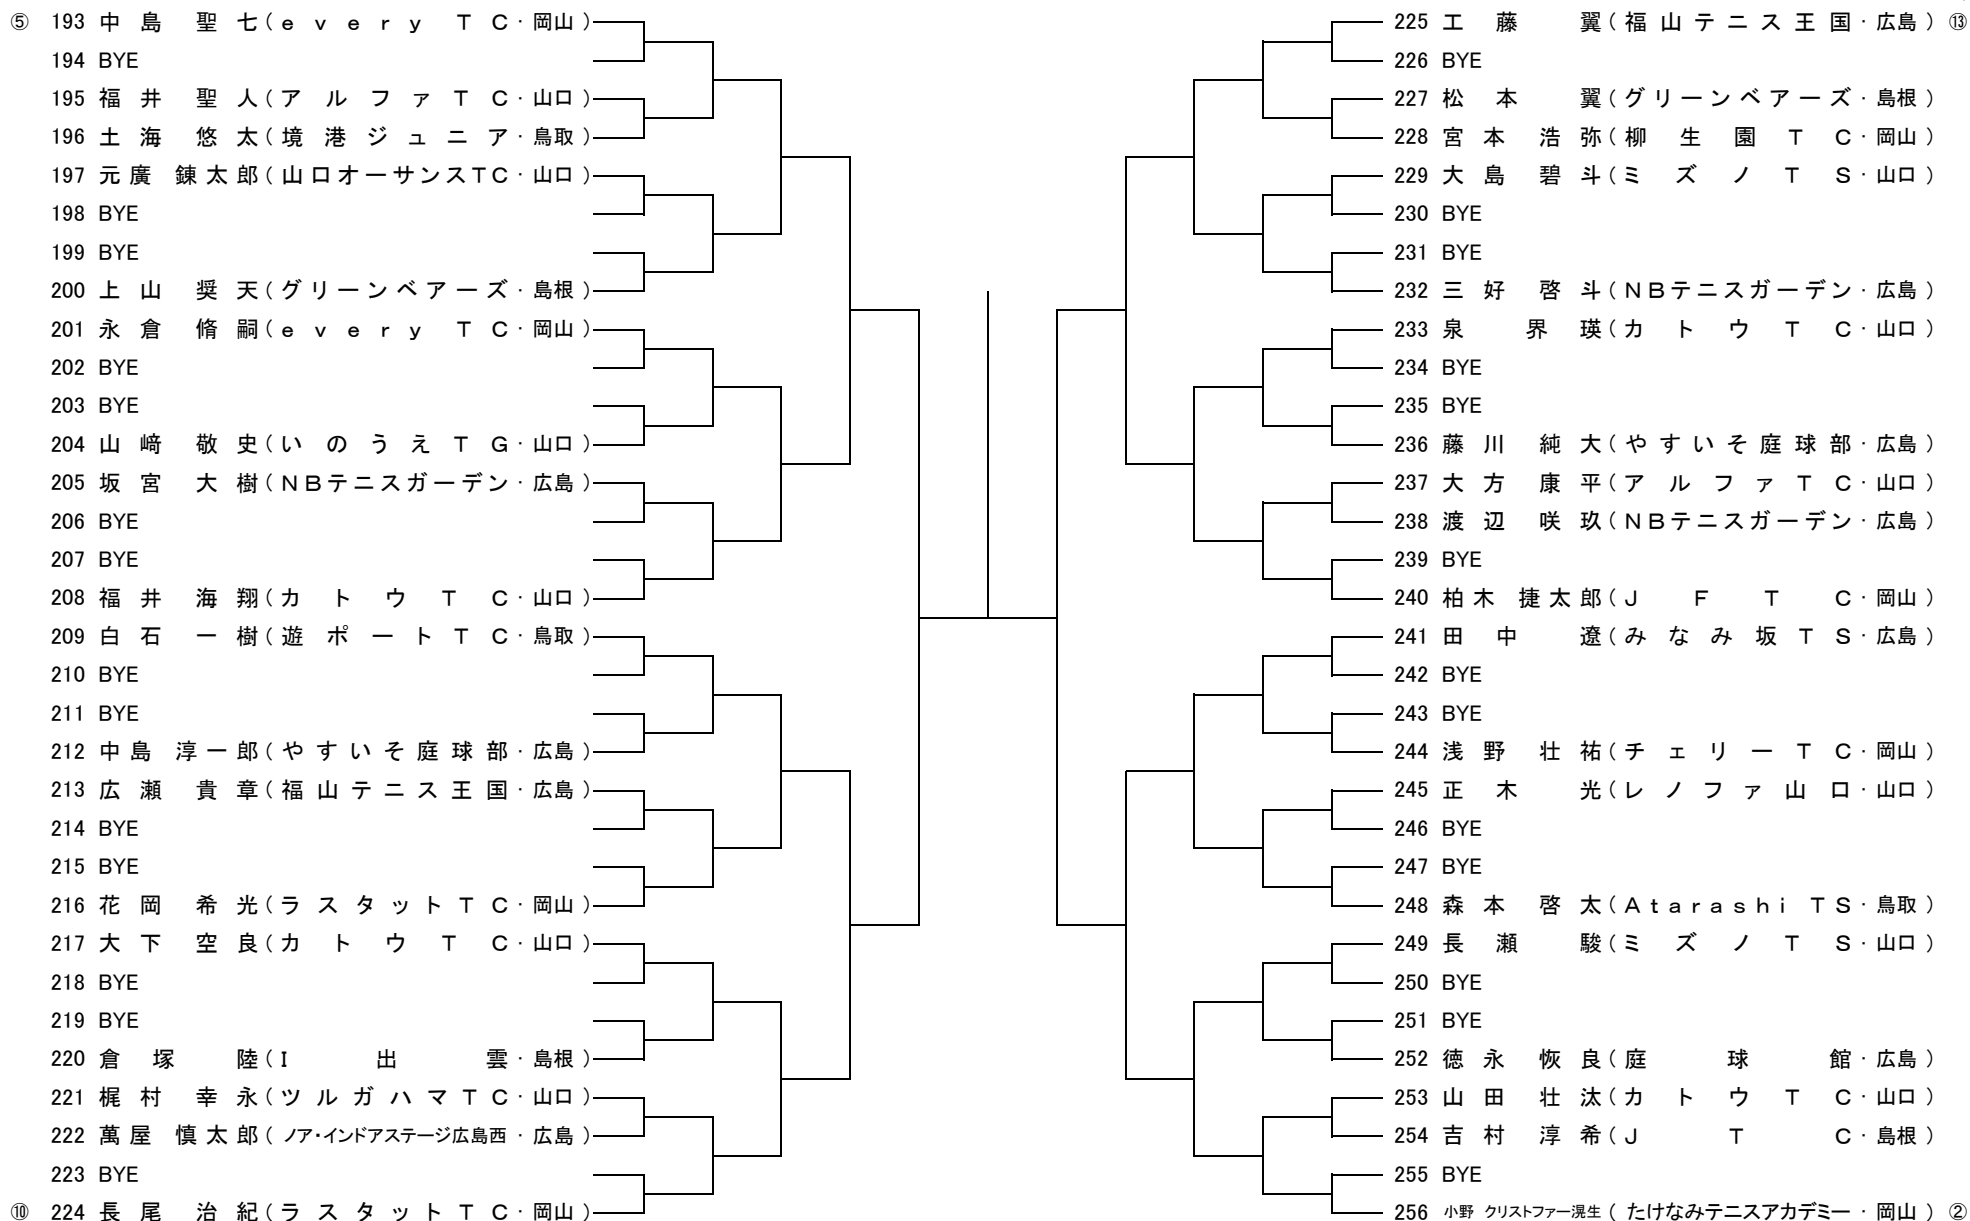 ⑤ 193 中島 聖七(every TC・岡山)
194 BYE
195 福井 聖人(アルファTC・山口)
196 土海 悠太(境港ジュニア・鳥取)
197 元廣 錬太郎(山口オーサンスTC・山口)
198 BYE
199 BYE
200 上山 奨天(グリーンベアーズ・島根)
201 永倉 脩嗣(every TC・岡山)
202 BYE
203 BYE
204 山﨑 敬史(いのうえTG・山口)
205 坂宮 大樹(NBテニスガーデン・広島)
206 BYE
207 BYE
208 福井 海翔(カトウTC・山口)
209 白石 一樹(遊ポートTC・鳥取)
210 BYE
211 BYE
212 中島 淳一郎(やすいそ庭球部・広島)
213 広瀬 貴章(福山テニス王国・広島)
214 BYE
215 BYE
216 花岡 希光(ラスタットTC・岡山)
217 大下 空良(カトウTC・山口)
218 BYE
219 BYE
220 倉塚 陸(I出雲・島根)
221 梶村 幸永(ツルガハマTC・山口)
222 萬屋 慎太郎(ノア・インドアステージ広島西・広島)
223 BYE
⑩ 224 長尾 治紀(ラスタットTC・岡山)
225 工藤 翼(福山テニス王国・広島) ⑬
226 BYE
227 松本 翼(グリーンベアーズ・島根)
228 宮本 浩弥(柳生園TC・岡山)
229 大島 碧斗(ミズノTS・山口)
230 BYE
231 BYE
232 三好 啓斗(NBテニスガーデン・広島)
233 泉 界瑛(カトウTC・山口)
234 BYE
235 BYE
236 藤川 純大(やすいそ庭球部・広島)
237 大方 康平(アルファTC・山口)
238 渡辺 咲玖(NBテニスガーデン・広島)
239 BYE
240 柏木 捷太郎(JFTC・岡山)
241 田中 遼(みなみ坂TS・広島)
242 BYE
243 BYE
244 浅野 壮祐(チェリーTC・岡山)
245 正木 光(レノファ山口・山口)
246 BYE
247 BYE
248 森本 啓太(Atarashi TS・鳥取)
249 長瀬 駿(ミズノTS・山口)
250 BYE
251 BYE
252 徳永 恢良(庭球館・広島)
253 山田 壮汰(カトウTC・山口)
254 吉村 淳希(JTC・島根)
255 BYE
256 小野 クリストファー滉生(たけなみテニスアカデミー・岡山) ②